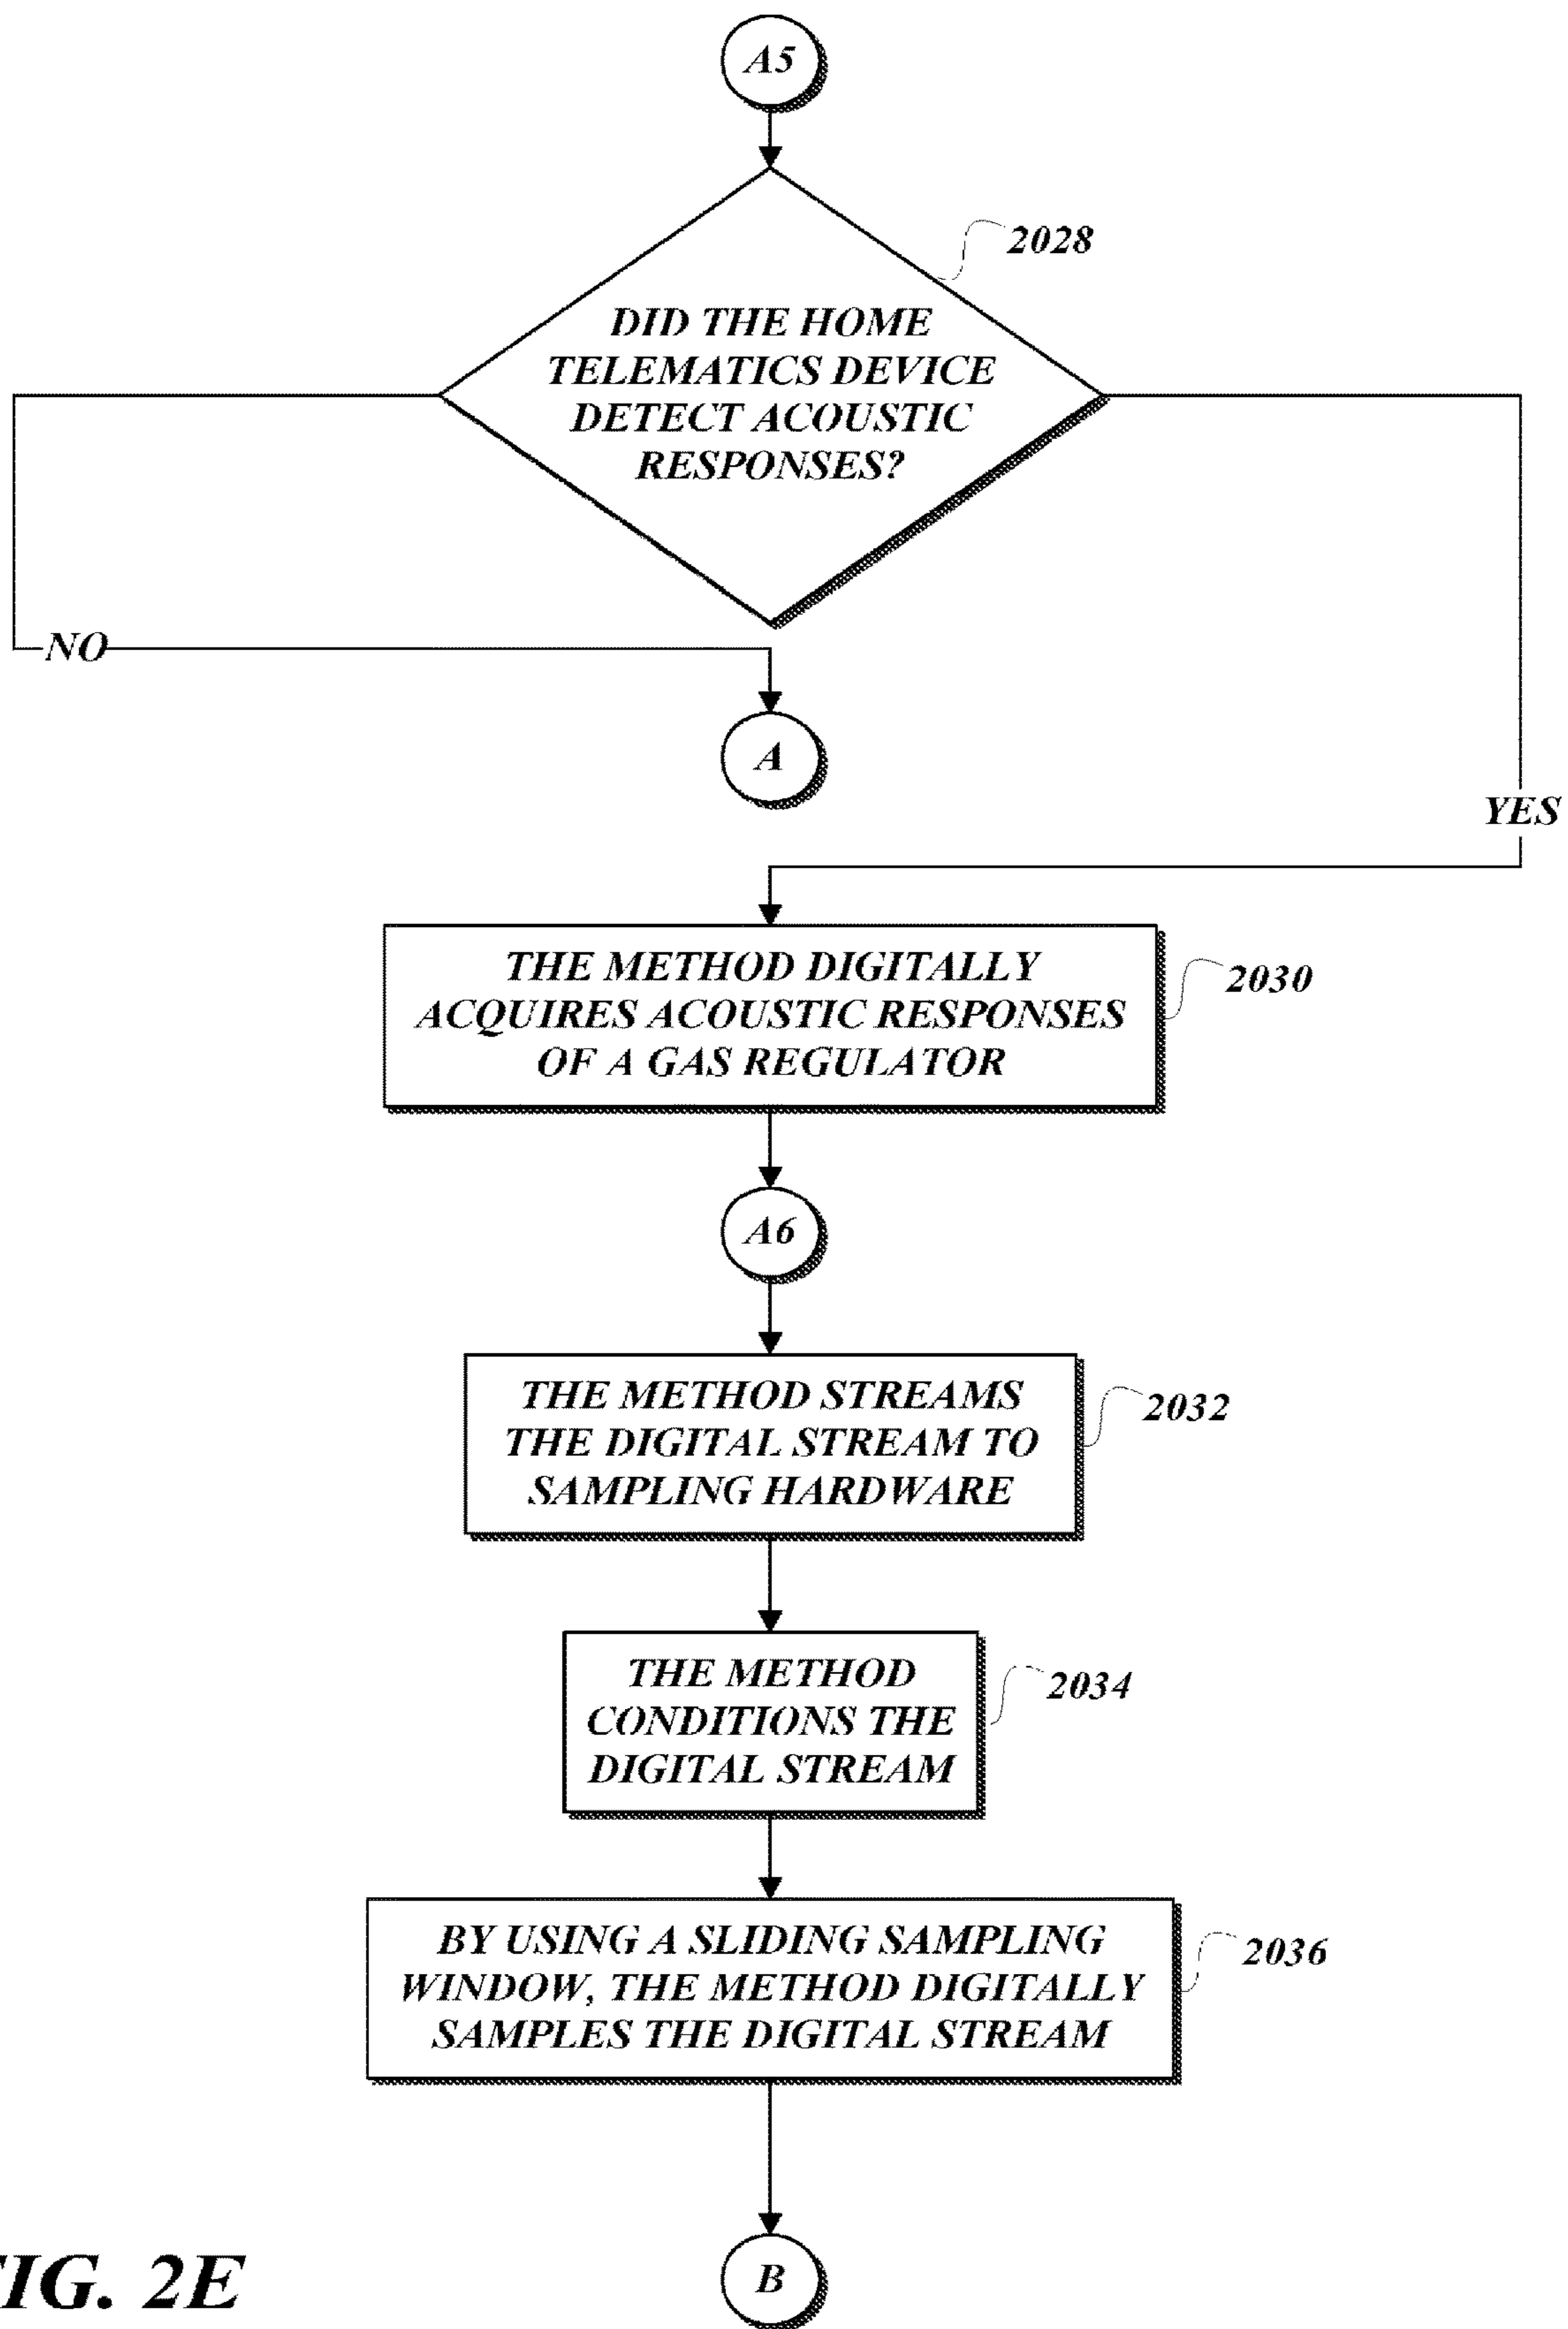 A5
2028
DID THE HOME
TELEMATICS DEVICE
DETECT ACOUSTIC
RESPONSES?
NO
A
YES
THE METHOD DIGITALLY
ACQUIRES ACOUSTIC RESPONSES
OF A GAS REGULATOR
2030
A6
THE METHOD STREAMS
THE DIGITAL STREAM TO
SAMPLING HARDWARE
2032
THE METHOD
CONDITIONS THE
DIGITAL STREAM
2034
BY USING A SLIDING SAMPLING
WINDOW, THE METHOD DIGITALLY
SAMPLES THE DIGITAL STREAM
2036
B
FIG. 2E